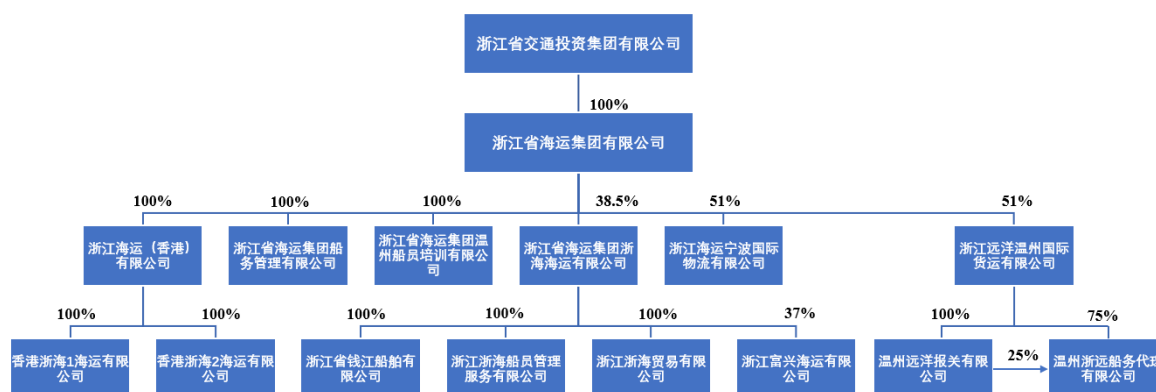 浙江省交通投资集团有限公司
100%
浙江省海运集团有限公司
100%
100%
100%
38.5%
51%
51%
浙江海运（香港）
有限公司
浙江省海运集团船
务管理有限公司
浙江省海运集团温
州船员培训有限公
司
浙江省海运集团浙
海海运有限公司
浙江海运宁波国际
物流有限公司
浙江远洋温州国际
货运有限公司
100%
100%
100%
100%
100%
37%
100%
75%
香港浙海1海运有限
公司
香港浙海2海运有限
公司
浙江省钱江船舶有
限公司
浙江浙海船员管理
服务有限公司
浙江浙海贸易有限
公司
浙江富兴海运有限
公司
温州远洋报关有限
公司
25%
温州浙远船务代理
有限公司